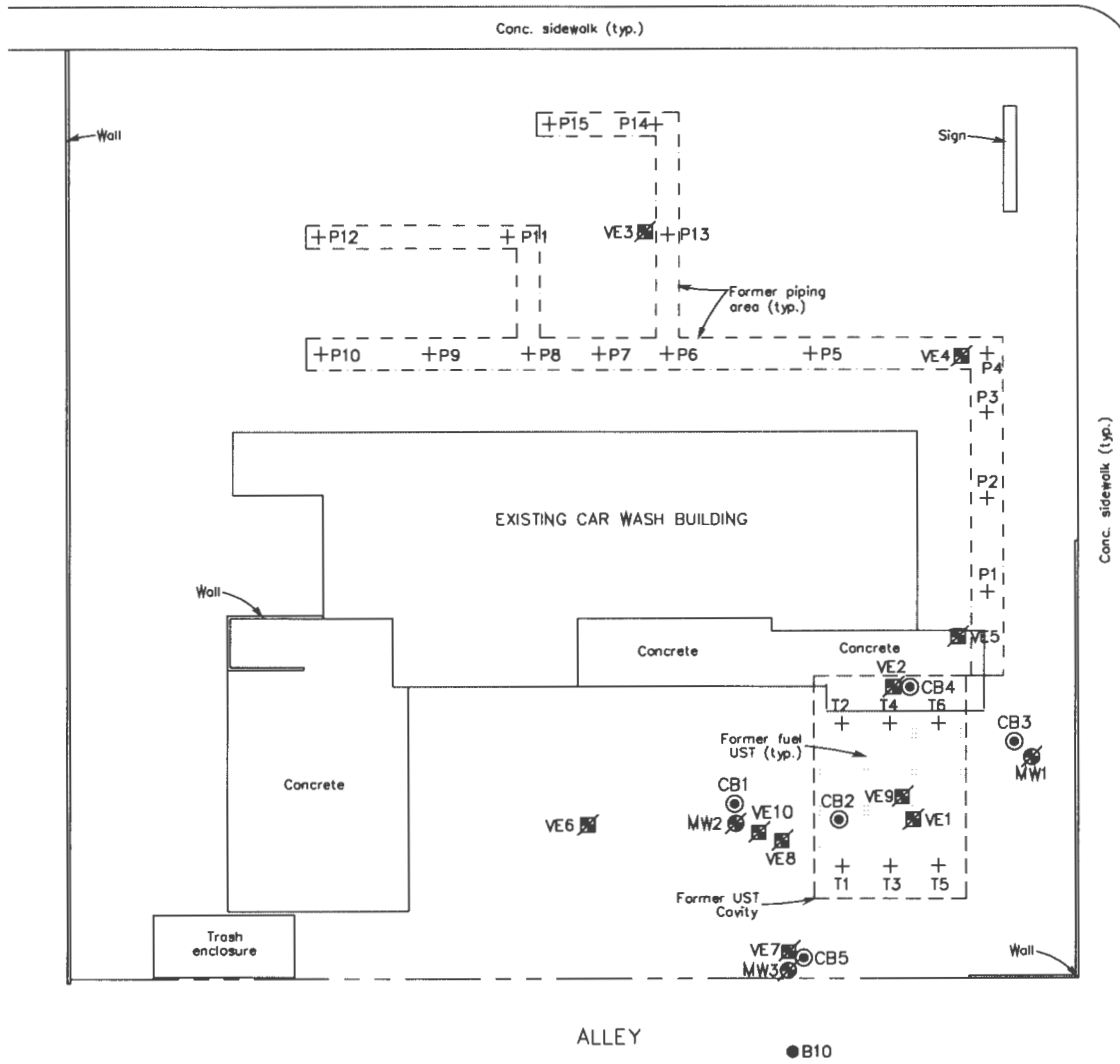 Conc. sidewalk (typ.)
Wall
P15
P14
Sign
P12
P11
VE3
P13
Former piping
area (typ.)
P10
P9
P8
P7
P6
P5
VE4
P4
P3
Conc. sidewalk (typ.)
P2
EXISTING CAR WASH BUILDING
P1
Wall
VE5
Concrete
Concrete
VE2
CB4
T2
T4
T6
CB3
Former fuel
UST (typ.)
MW1
Concrete
CB1
VE9
VE10
CB2
VE6
MW2
VE1
VE8
T1
T3
T5
Former UST
Cavity
Trash
enclosure
VE7
CB5
Wall
MW3
ALLEY
B10